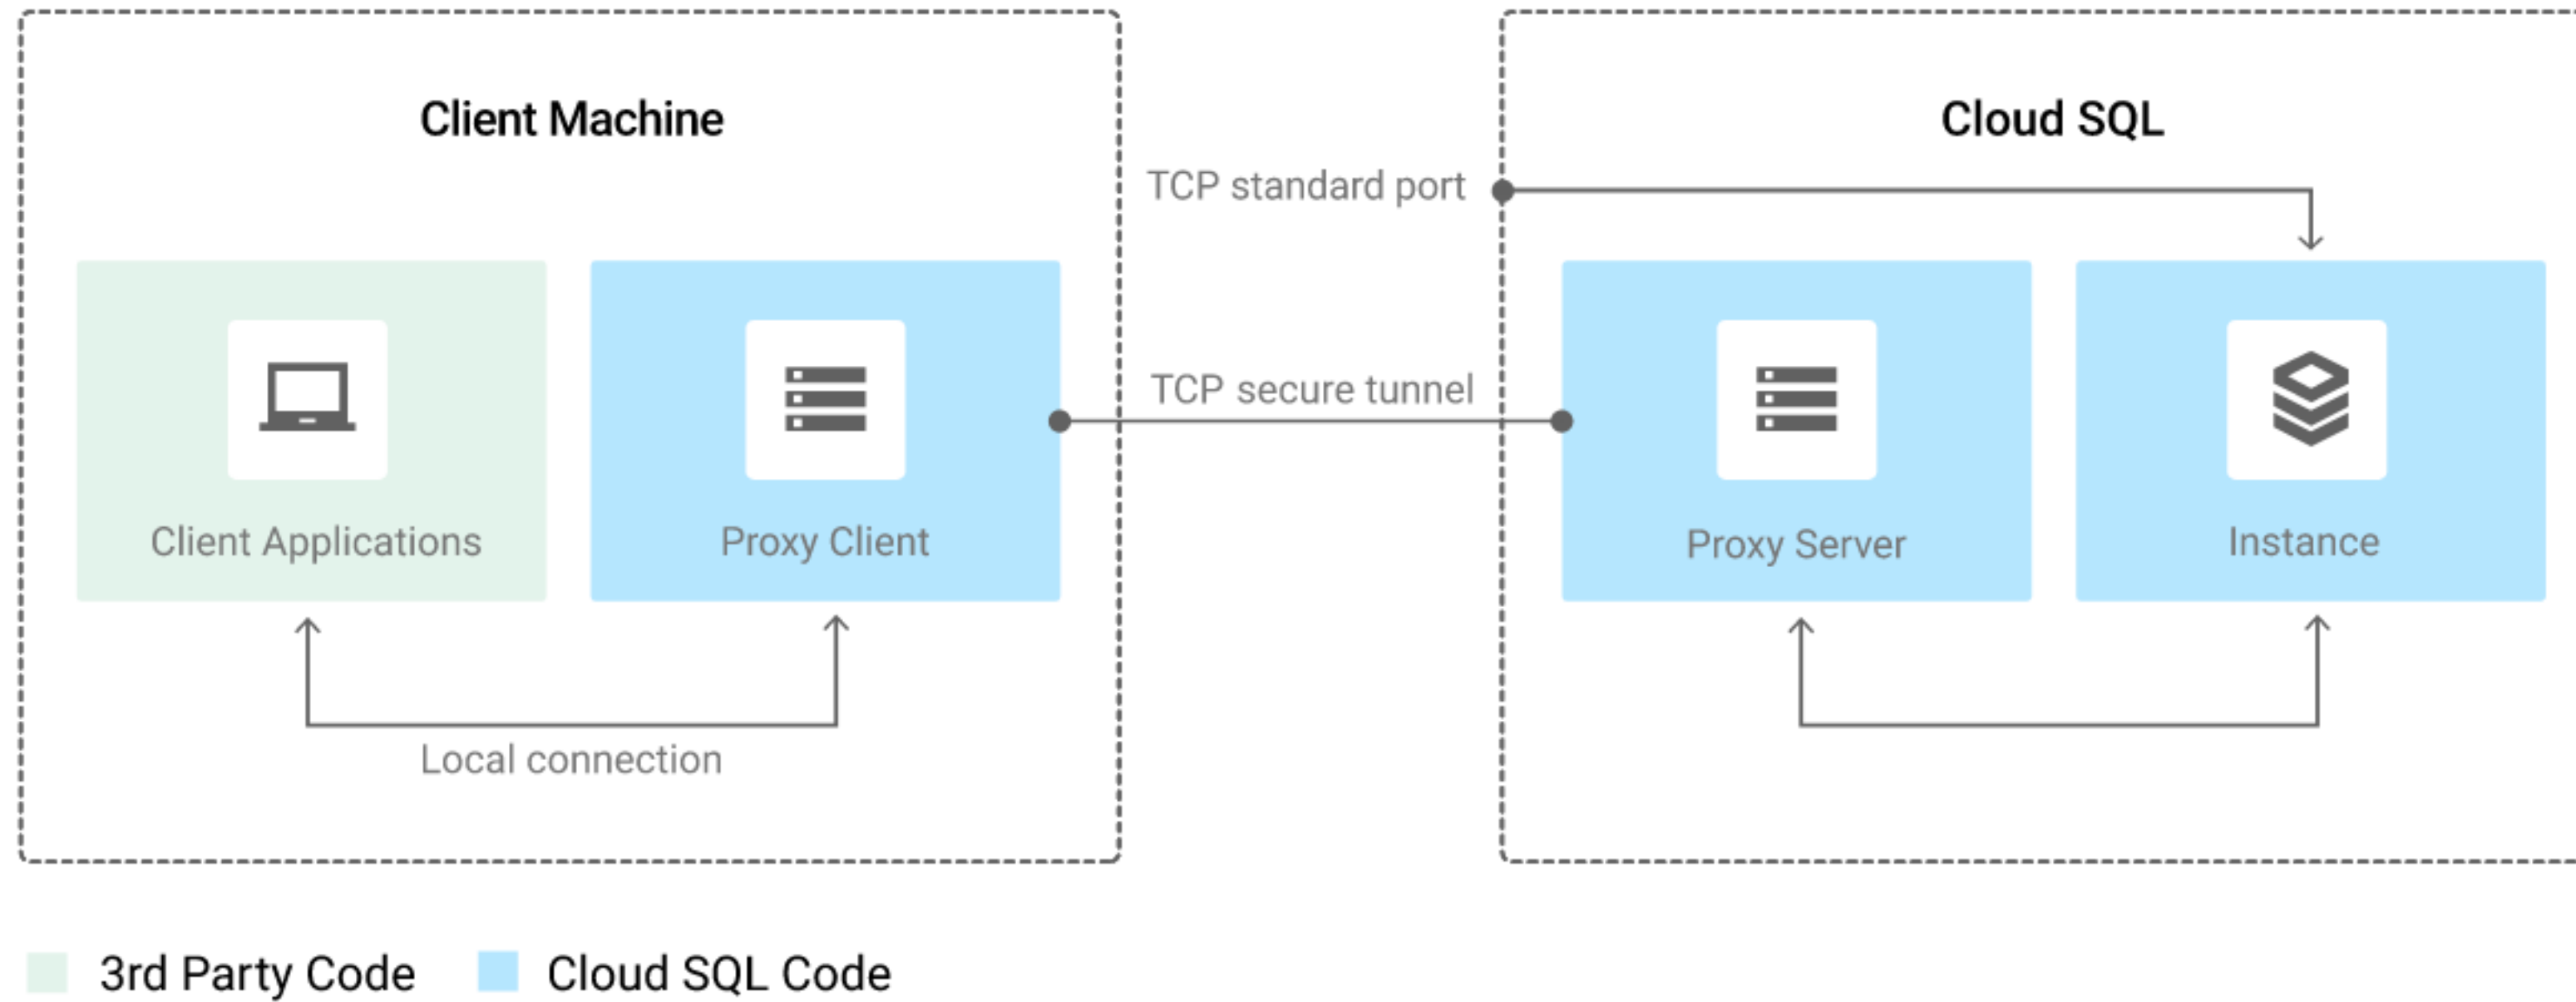 Client Machine
Cloud SQL
TCP standard port
TCP secure tunnel
Client Applications
Proxy Client
Proxy Server
Instance
Local connection
3rd Party Code
Cloud SQL Code